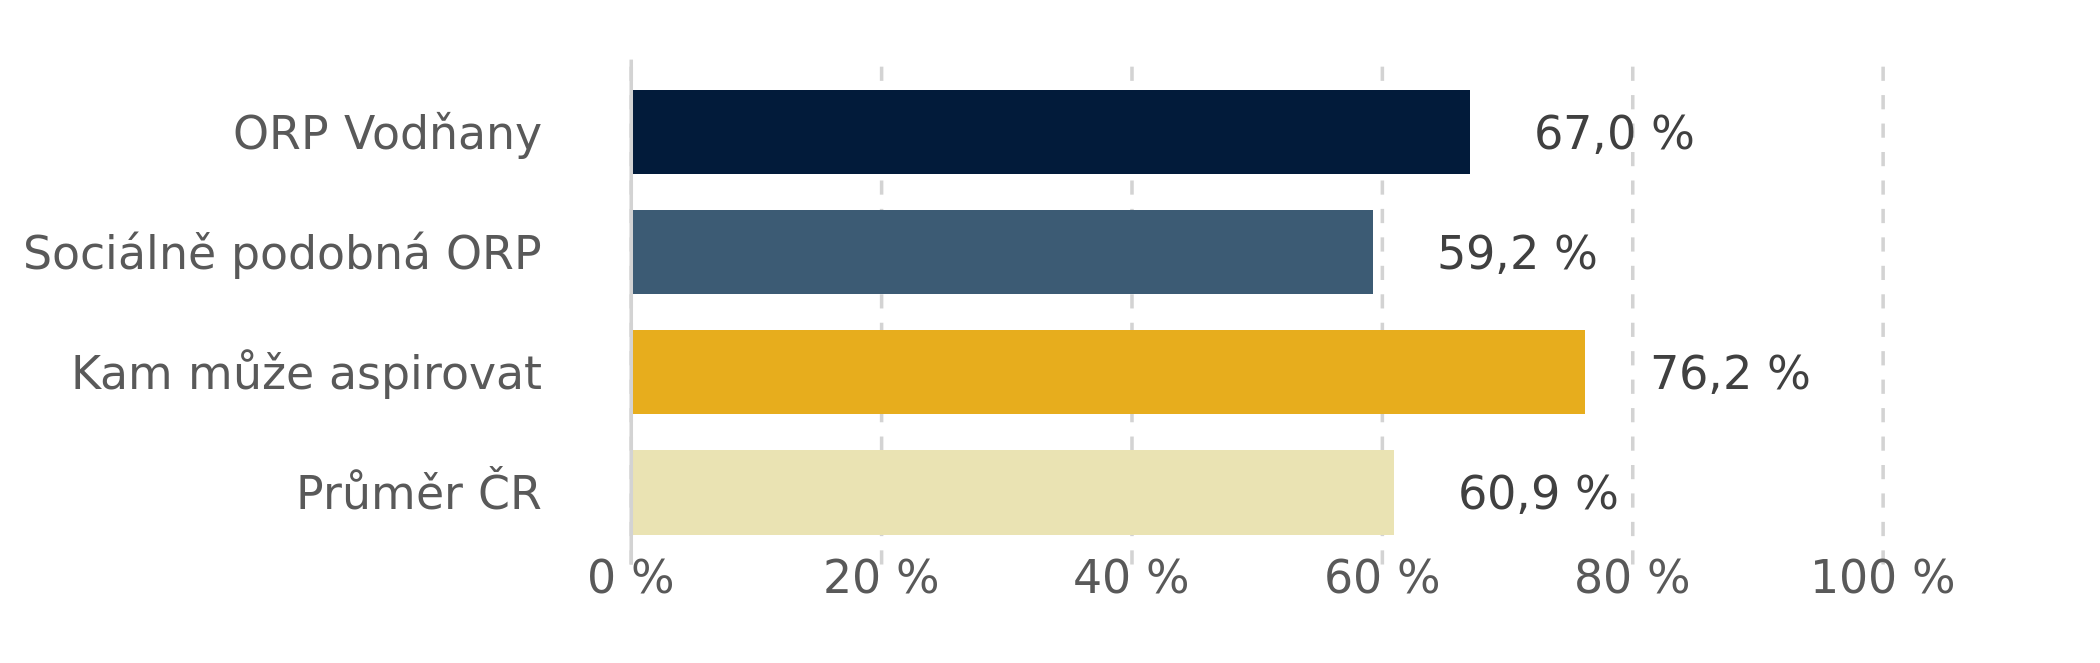 ORP Vodňany 67,0 %
Sociálně podobná ORP 59,2 %
Kam může aspirovat 76,2 %
Průměr ČR 60,9 %
0 % 20 % 40 % 60 % 80 % 100 %